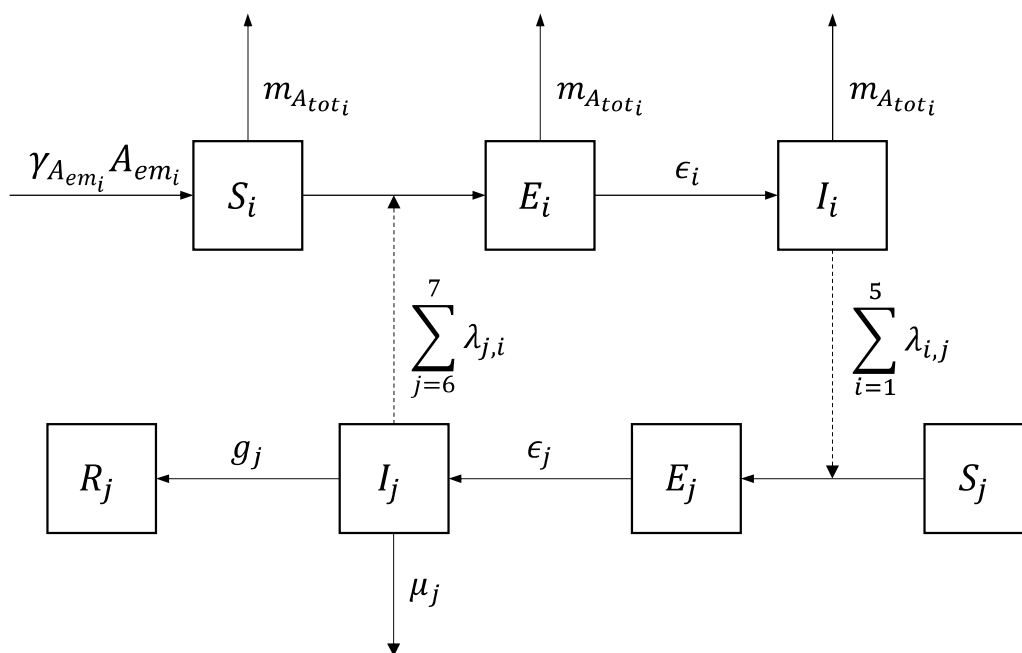 m_{A_{tot_i}} m_{A_{tot_i}} m_{A_{tot_i}}
γ_{A_{em_i}} A_{em_i} S_i E_i ϵ_i I_i
7 ∑ j=6 λ_{j,i} 5 ∑ i=1 λ_{i,j}
R_j g_j I_j ϵ_j E_j S_j
μ_j